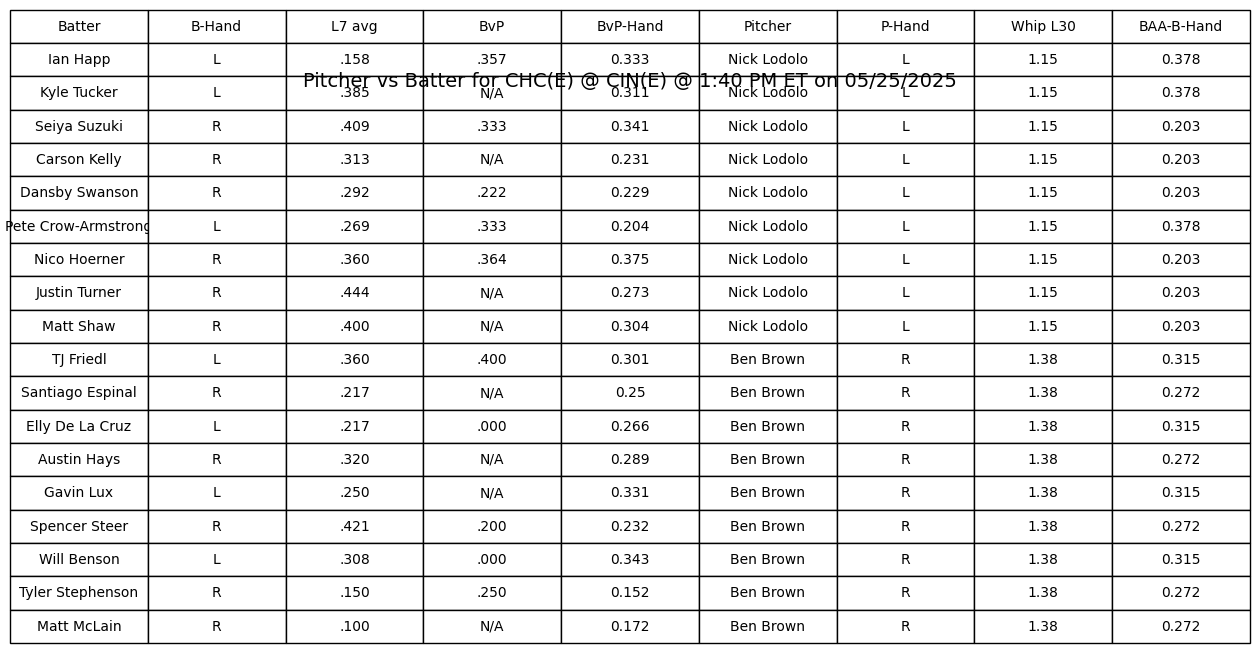 Batter B-Hand L7 avg BvP BvP-Hand Pitcher P-Hand Whip L30 BAA-B-Hand
Ian Happ L .158 .357 0.333 Nick Lodolo L 1.15 0.378
Pitcher vs Batter for CHC(E) @ CIN(E) @ 1:40 PM ET on 05/25/2025
Kyle Tucker L .385 N/A 0.311 Nick Lodolo L 1.15 0.378
Seiya Suzuki R .409 .333 0.341 Nick Lodolo L 1.15 0.203
Carson Kelly R .313 N/A 0.231 Nick Lodolo L 1.15 0.203
Dansby Swanson R .292 .222 0.229 Nick Lodolo L 1.15 0.203
Pete Crow-Armstrong L .269 .333 0.204 Nick Lodolo L 1.15 0.378
Nico Hoerner R .360 .364 0.375 Nick Lodolo L 1.15 0.203
Justin Turner R .444 N/A 0.273 Nick Lodolo L 1.15 0.203
Matt Shaw R .400 N/A 0.304 Nick Lodolo L 1.15 0.203
TJ Friedl L .360 .400 0.301 Ben Brown R 1.38 0.315
Santiago Espinal R .217 N/A 0.25 Ben Brown R 1.38 0.272
Elly De La Cruz L .217 .000 0.266 Ben Brown R 1.38 0.315
Austin Hays R .320 N/A 0.289 Ben Brown R 1.38 0.272
Gavin Lux L .250 N/A 0.331 Ben Brown R 1.38 0.315
Spencer Steer R .421 .200 0.232 Ben Brown R 1.38 0.272
Will Benson L .308 .000 0.343 Ben Brown R 1.38 0.315
Tyler Stephenson R .150 .250 0.152 Ben Brown R 1.38 0.272
Matt McLain R .100 N/A 0.172 Ben Brown R 1.38 0.272